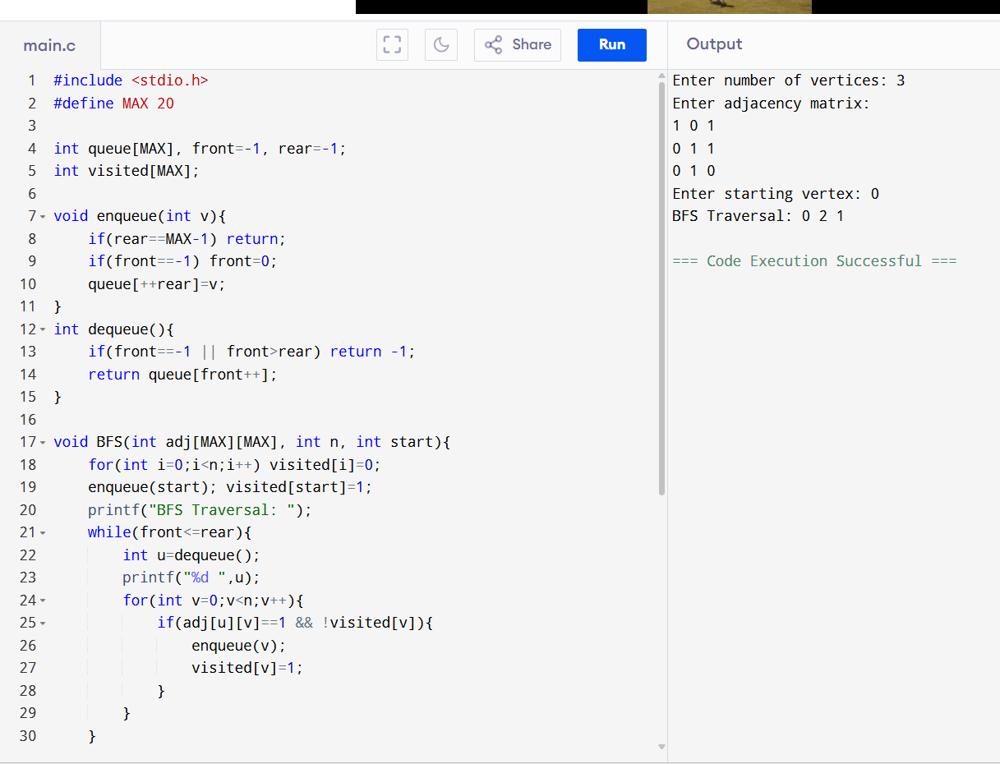 main.c
Share
Run
Output
1 #include <stdio.h>
2 #define MAX 20
3
4 int queue[MAX], front=-1, rear=-1;
5 int visited[MAX];
6
7 void enqueue(int v){
8     if(rear==MAX-1) return;
9     if(front==-1) front=0;
10     queue[++rear]=v;
11 }
12 int dequeue(){
13     if(front==-1 || front>rear) return -1;
14     return queue[front++];
15 }
16
17 void BFS(int adj[MAX][MAX], int n, int start){
18     for(int i=0;i<n;i++) visited[i]=0;
19     enqueue(start); visited[start]=1;
20     printf("BFS Traversal: ");
21     while(front<=rear){
22         int u=dequeue();
23         printf("%d ",u);
24         for(int v=0;v<n;v++){
25             if(adj[u][v]==1 && !visited[v]){
26                 enqueue(v);
27                 visited[v]=1;
28             }
29         }
30     }
Enter number of vertices: 3
Enter adjacency matrix:
1 0 1
0 1 1
0 1 0
Enter starting vertex: 0
BFS Traversal: 0 2 1
=== Code Execution Successful ===